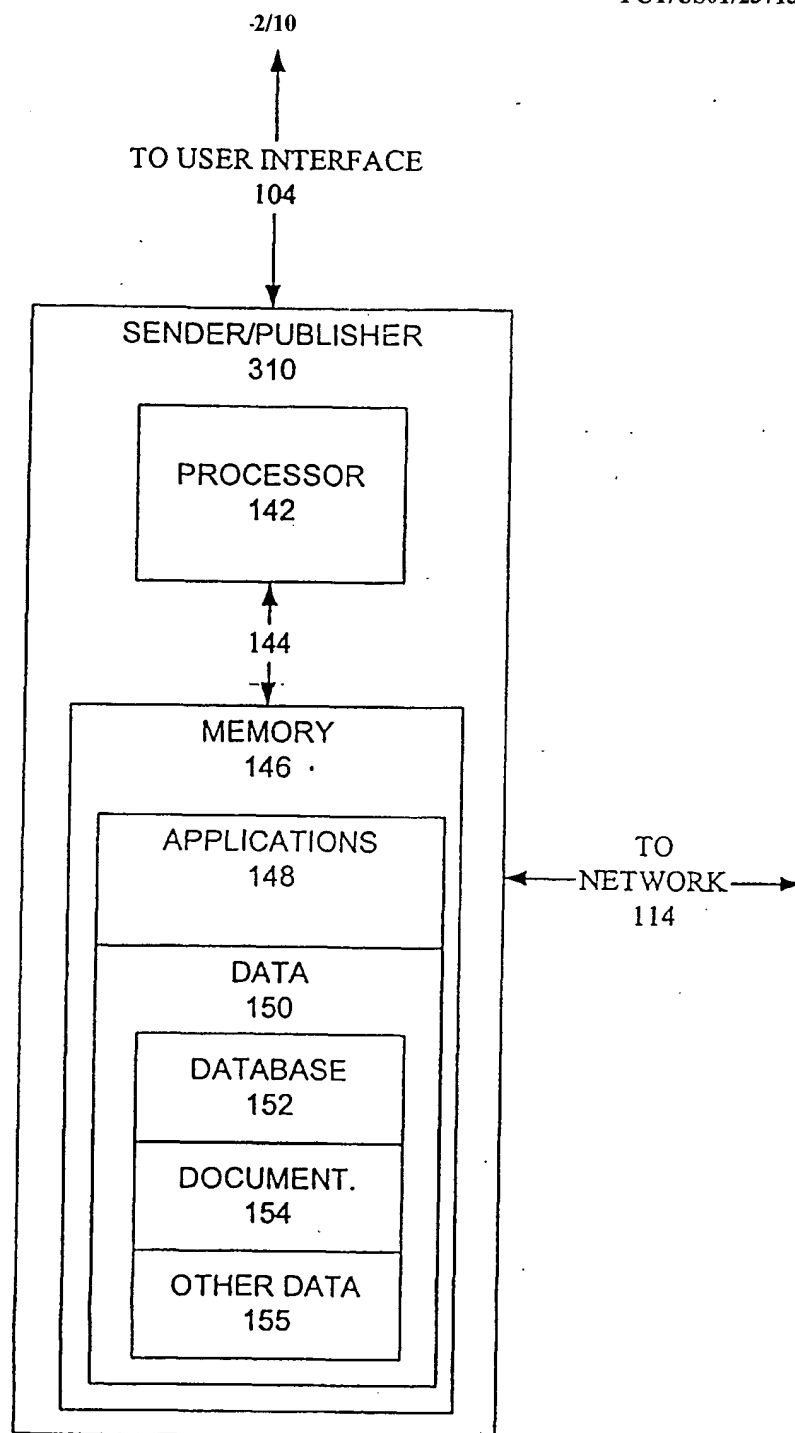 -2/10
TO USER INTERFACE
104
SENDER/PUBLISHER
310
PROCESSOR
142
144
MEMORY
146
APPLICATIONS
148
TO
NETWORK
114
DATA
150
DATABASE
152
DOCUMENT.
154
OTHER DATA
155